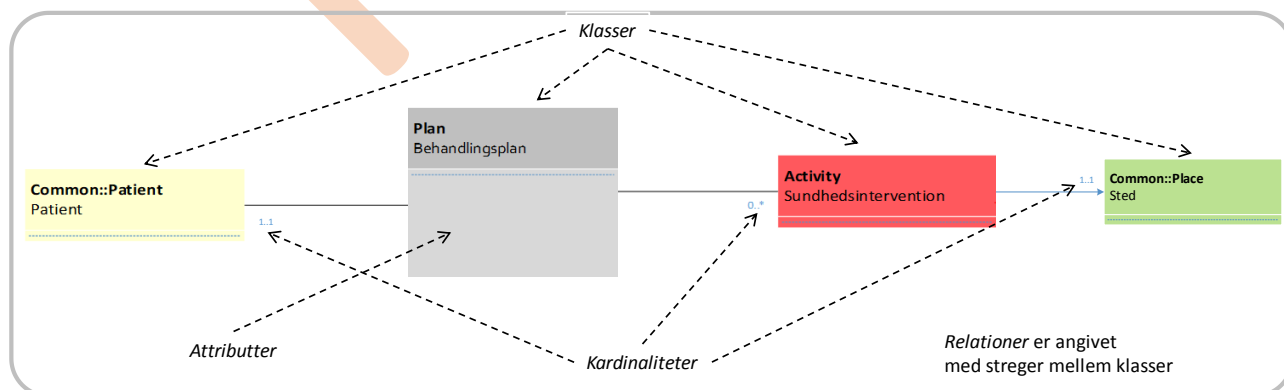 Klasser
Plan
Behandlingsplan
Common::Patient
Patient
1..1
Activity
Sundhedsintervention
0..*
1..1
Common::Place
Sted
Attributter
Kardinaliteter
Relationer er angivet
med streger mellem klasser